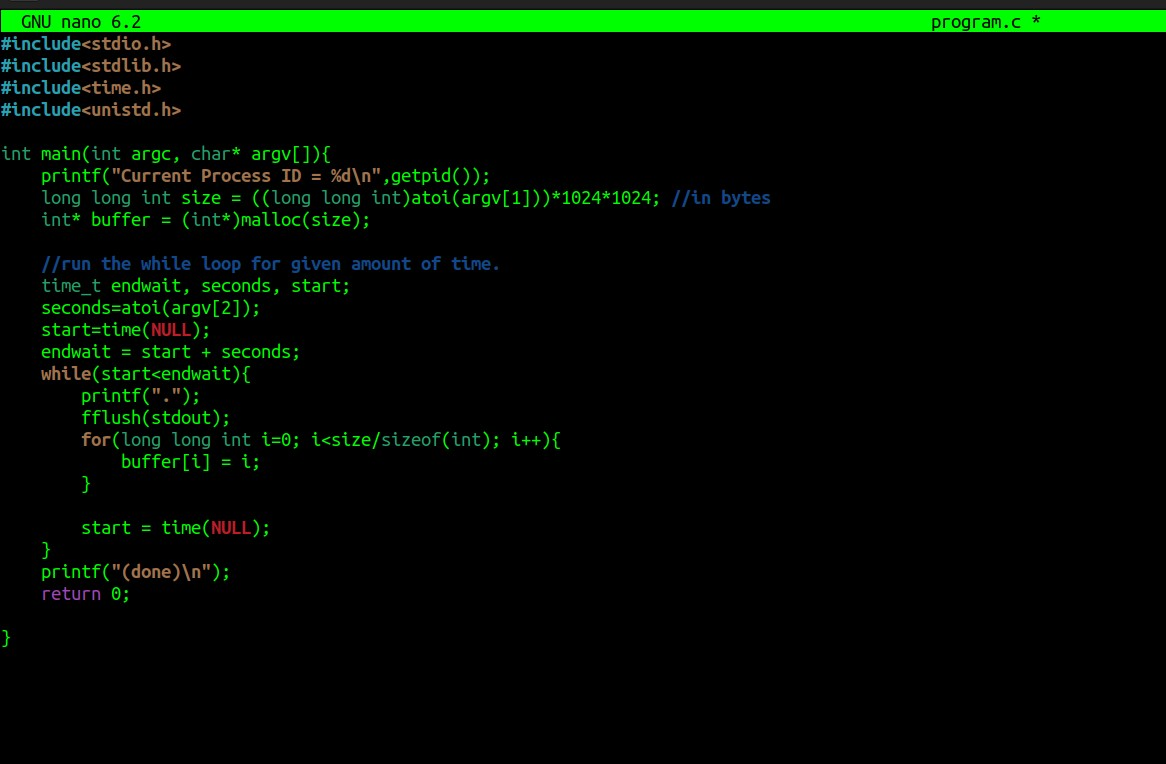 GNU nano 6.2 program.c *
#include<stdio.h>
#include<stdlib.h>
#include<time.h>
#include<unistd.h>

int main(int argc, char* argv[]){
    printf("Current Process ID = %d\n",getpid());
    long long int size = ((long long int)atoi(argv[1]))*1024*1024; //in bytes
    int* buffer = (int*)malloc(size);

    //run the while loop for given amount of time.
    time_t endwait, seconds, start;
    seconds=atoi(argv[2]);
    start=time(NULL);
    endwait = start + seconds;
    while(start<endwait){
        printf(".");
        fflush(stdout);
        for(long long int i=0; i<size/sizeof(int); i++){
            buffer[i] = i;
        }

        start = time(NULL);
    }
    printf("(done)\n");
    return 0;

}